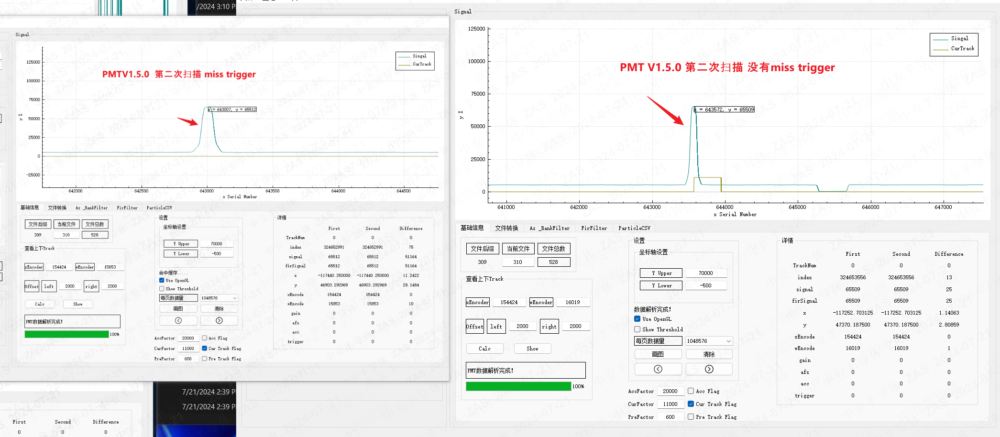 /2024 3:10 P
Signal
PMTV1.5.0 第二次扫描 miss trigger
Singal
CurTrack
125000
100000
75000
50000
25000
0
-25000
y I
x = 643007, y = 65512
642000 642500 643000 643500 644000 644500
x Serial Number
基础信息 文件转换 Az _RankFilter FirFilter ParticleCSV
文件后缀 当前文件 文件总数
309 310 528
查看上下Track
xEncoder 154424 wEncoder 15853
Offset left 2000 right 2000
Calc Show
PMT数据解析完成!
100%
设置
坐标轴设置
Y Upper 70000
Y Lower -500
命中缓存.....
Use OpenGL
Show Threshold
每页数据量 1048576
画图 清除
AccFactor 20000 Acc Flag
CurFactor 11000 Cur Track Flag
PreFactor 600 Pre Track Flag
详情
First Second Difference
TrackNum 0 0 0
index 324652991 324652991 75
signal 65512 65512 51164
firSignal 65512 65512 51164
x -117440.250000 -117440.250000 11.2422
y 46903.292969 46903.292969 28.1484
xEncode 154424 154424 0
wEncode 15853 15853 10
gain 0 0 0
afs 0 0 0
acc 0 0 0
trigger 0 0 0
7/21/2024 2:39 P
7/21/2024 2:39 P
First Second Difference
0 0 0
Signal
PMT V1.5.0 第二次扫描 没有miss trigger
Singal
CurTrack
125000
100000
75000
50000
25000
0
y I
x = 643572, y = 65509
641000 642000 643000 644000 645000 646000 647000
x Serial Number
基础信息 文件转换 Az _RankFilter FirFilter ParticleCSV
文件后缀 当前文件 文件总数
309 310 528
查看上下Track
xEncoder 154424 wEncoder 16019
Offset left 2000 right 2000
Calc Show
PMT数据解析完成!
100%
设置
坐标轴设置
Y Upper 70000
Y Lower -500
数据解析完成!
Use OpenGL
Show Threshold
每页数据量 1048576
画图 清除
AccFactor 20000 Acc Flag
CurFactor 11000 Cur Track Flag
PreFactor 600 Pre Track Flag
详情
First Second Difference
TrackNum 0 0 0
index 324653556 324653556 13
signal 65509 65509 25
firSignal 65509 65509 25
x -117252.703125 -117252.703125 1.14063
y 47370.187500 47370.187500 2.80859
xEncode 154424 154424 0
wEncode 16019 16019 1
gain 0 0 0
afs 0 0 0
acc 0 0 0
trigger 0 0 0